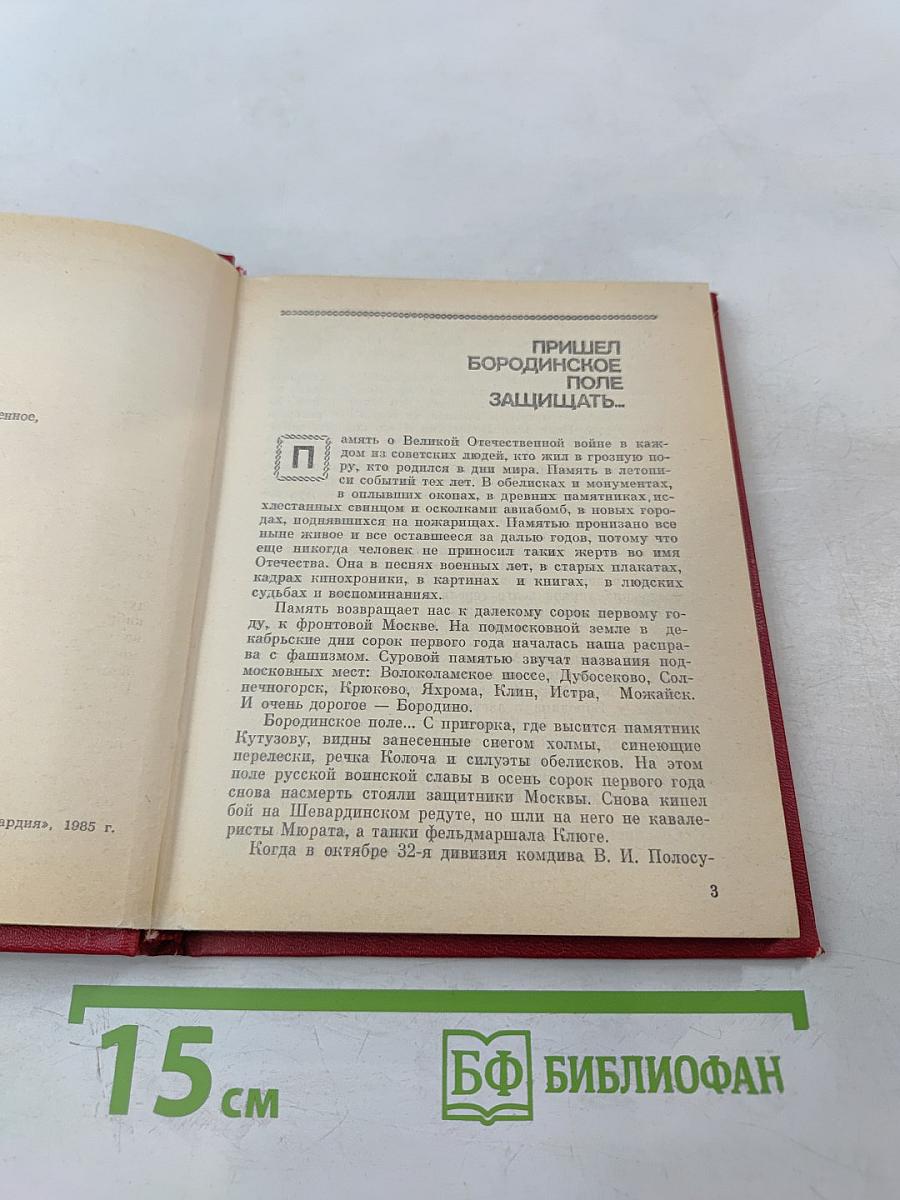 енное,
ардия», 1985 г.
ПРИШЕЛ
БОРОДИНСКОЕ
ПОЛЕ
ЗАЩИЩАТЬ...
Память о Великой Отечественной войне в каж-
дом из советских людей, кто жил в грозную по-
ру, кто родился в дни мира. Память в летопи-
си событий тех лет. В обелисках и монументах,
в оплывших окопах, в древних памятниках, ис-
хлестанных свинцом и осколками авиабомб, в новых горо-
дах, поднявшихся на пожарищах. Памятью пронизано все
ныне живое и все оставшееся за далью годов, потому что
еще никогда человек не приносил таких жертв во имя
Отечества. Она в песнях военных лет, в старых плакатах,
кадрах кинохроники, в картинах и книгах, в людских
судьбах и воспоминаниях.
Память возвращает нас к далекому сорок первому го-
ду, к фронтовой Москве. На подмосковной земле в де-
кабрьские дни сорок первого года началась наша распра-
ва с фашизмом. Суровой памятью звучат названия под-
московных мест: Волоколамское шоссе, Дубосеково, Сол-
нечногорск, Крюково, Яхрома, Клин, Истра, Можайск.
И очень дорогое — Бородино.
Бородинское поле... С пригорка, где высится памятник
Кутузову, видны занесенные снегом холмы, синеющие
перелески, речка Колоча и силуэты обелисков. На этом
поле русской воинской славы в осень сорок первого года
снова насмерть стояли защитники Москвы. Снова кипел
бой на Шевардинском редуте, но шли на него не кавале-
ристы Мюрата, а танки фельдмаршала Клюге.
Когда в октябре 32-я дивизия комдива В. И. Полосу-
3
15 см
БФ БИБЛИОФАН